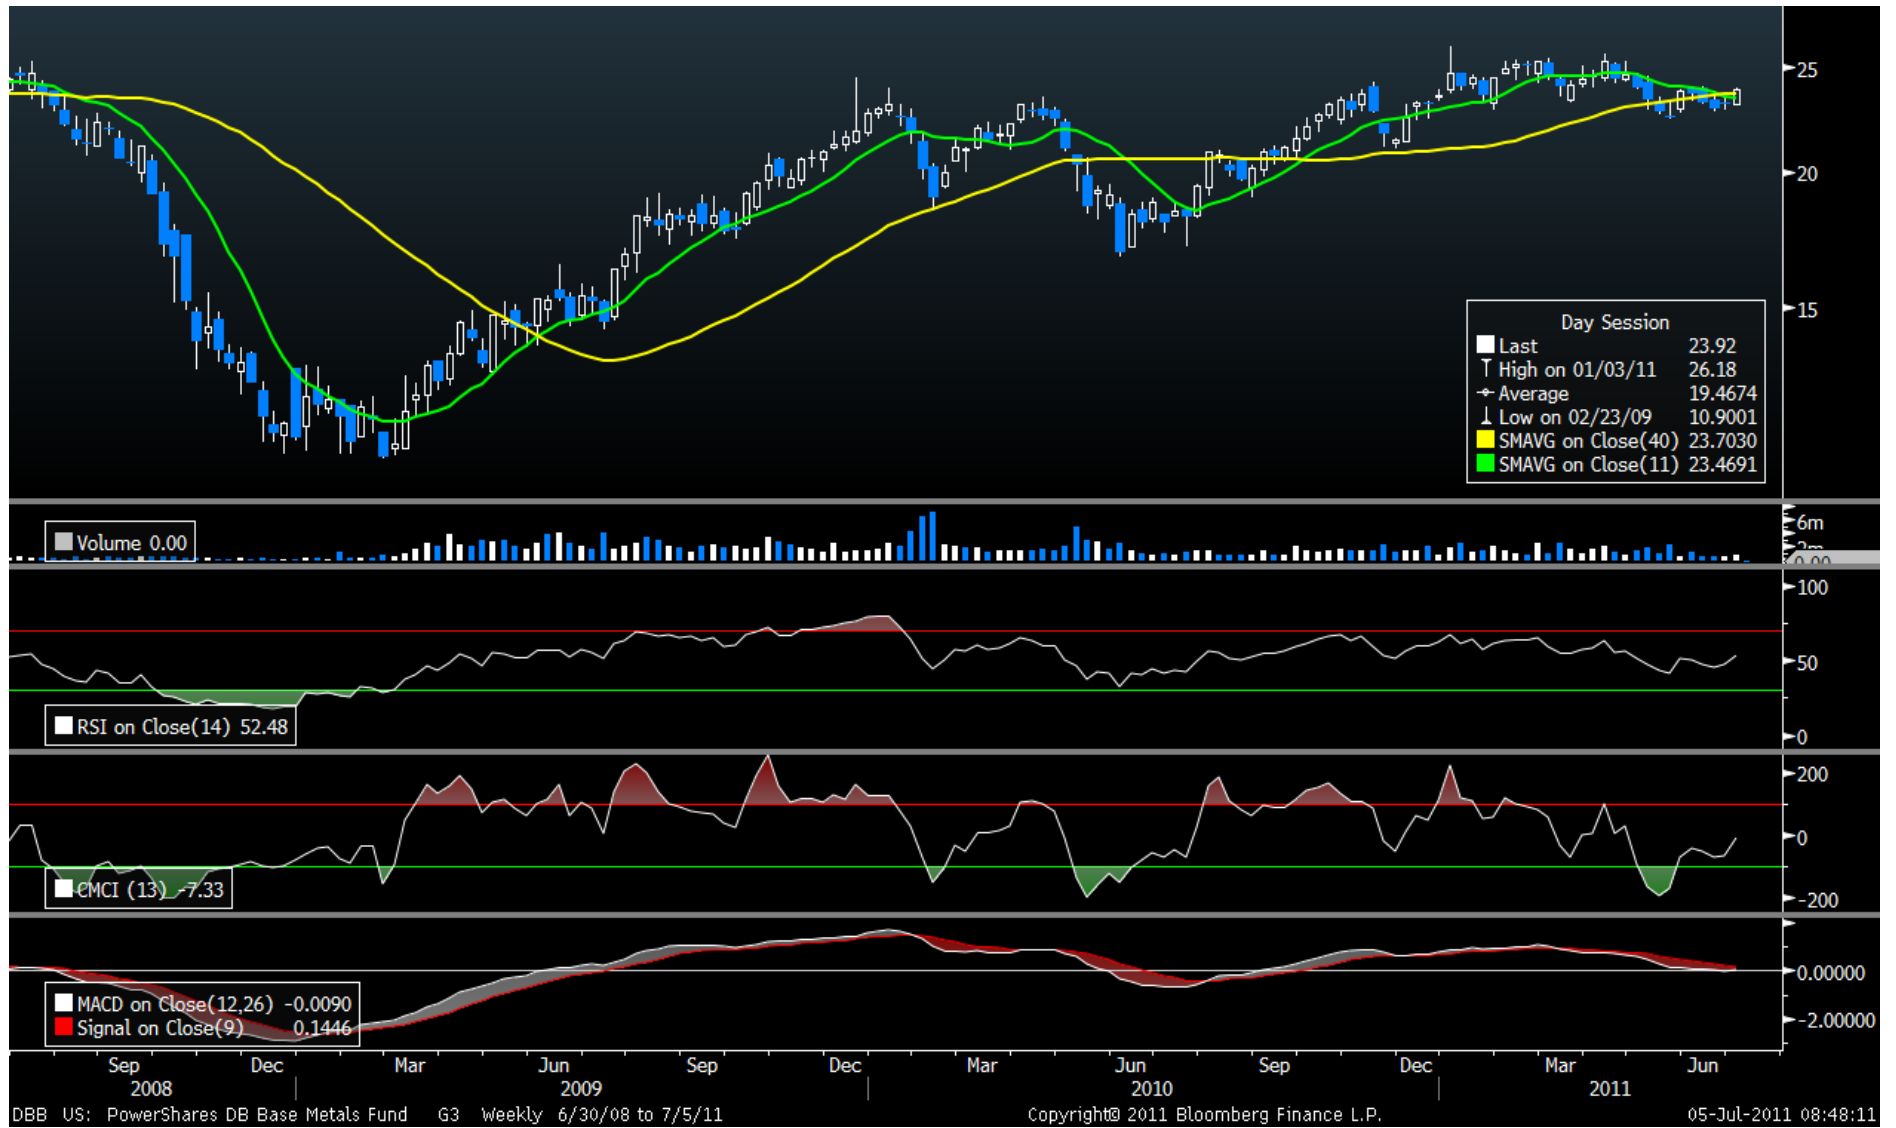 25
20
15
Day Session
Last 23.92
High on 01/03/11 26.18
Average 19.4674
Low on 02/23/09 10.9001
SMAVG on Close(40) 23.7030
SMAVG on Close(11) 23.4691
Volume 0.00
6m
2m
0.00
100
50
0
RSI on Close(14) 52.48
200
0
-200
CMCI (13) -7.33
0.00000
-2.00000
MACD on Close(12,26) -0.0090
Signal on Close(9) 0.1446
Sep Dec Mar Jun Sep Dec Mar Jun Sep Dec Mar Jun
2008 2009 2010 2011
DBB US: PowerShares DB Base Metals Fund G3 Weekly 6/30/08 to 7/5/11 Copyright© 2011 Bloomberg Finance L.P. 05-Jul-2011 08:48:11